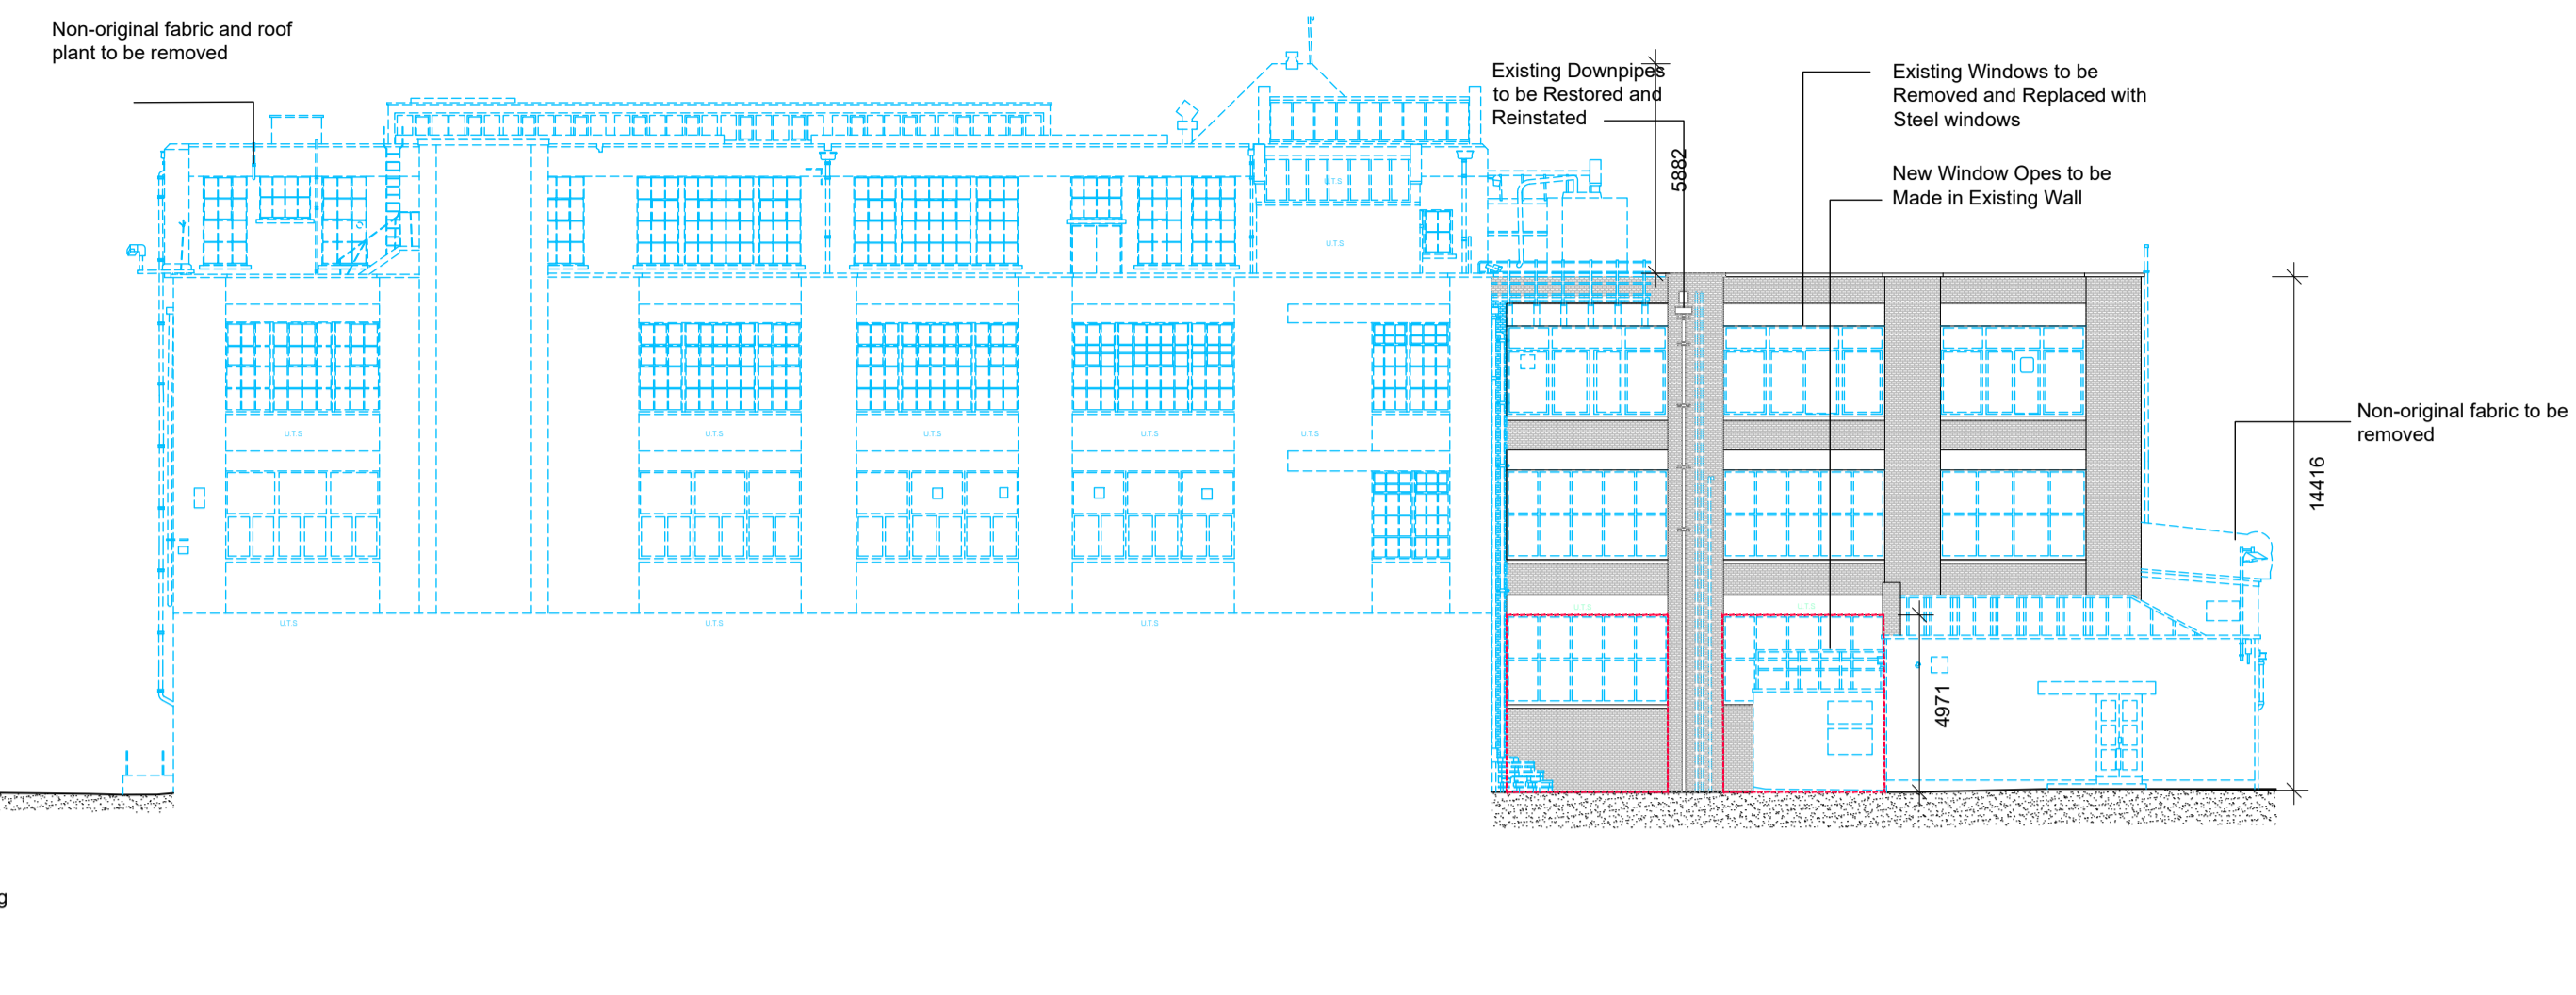 Non-original fabric and roof
plant to be removed
Existing Downpipes
to be Restored and
Reinstated
5882
Existing Windows to be
Removed and Replaced with
Steel windows
New Window Opes to be
Made in Existing Wall
U.T.S
U.T.S
U.T.S
U.T.S
U.T.S
U.T.S
U.T.S
Non-original fabric to be
removed
14416
U.T.S
U.T.S
U.T.S
U.T.S
U.T.S
4971
g